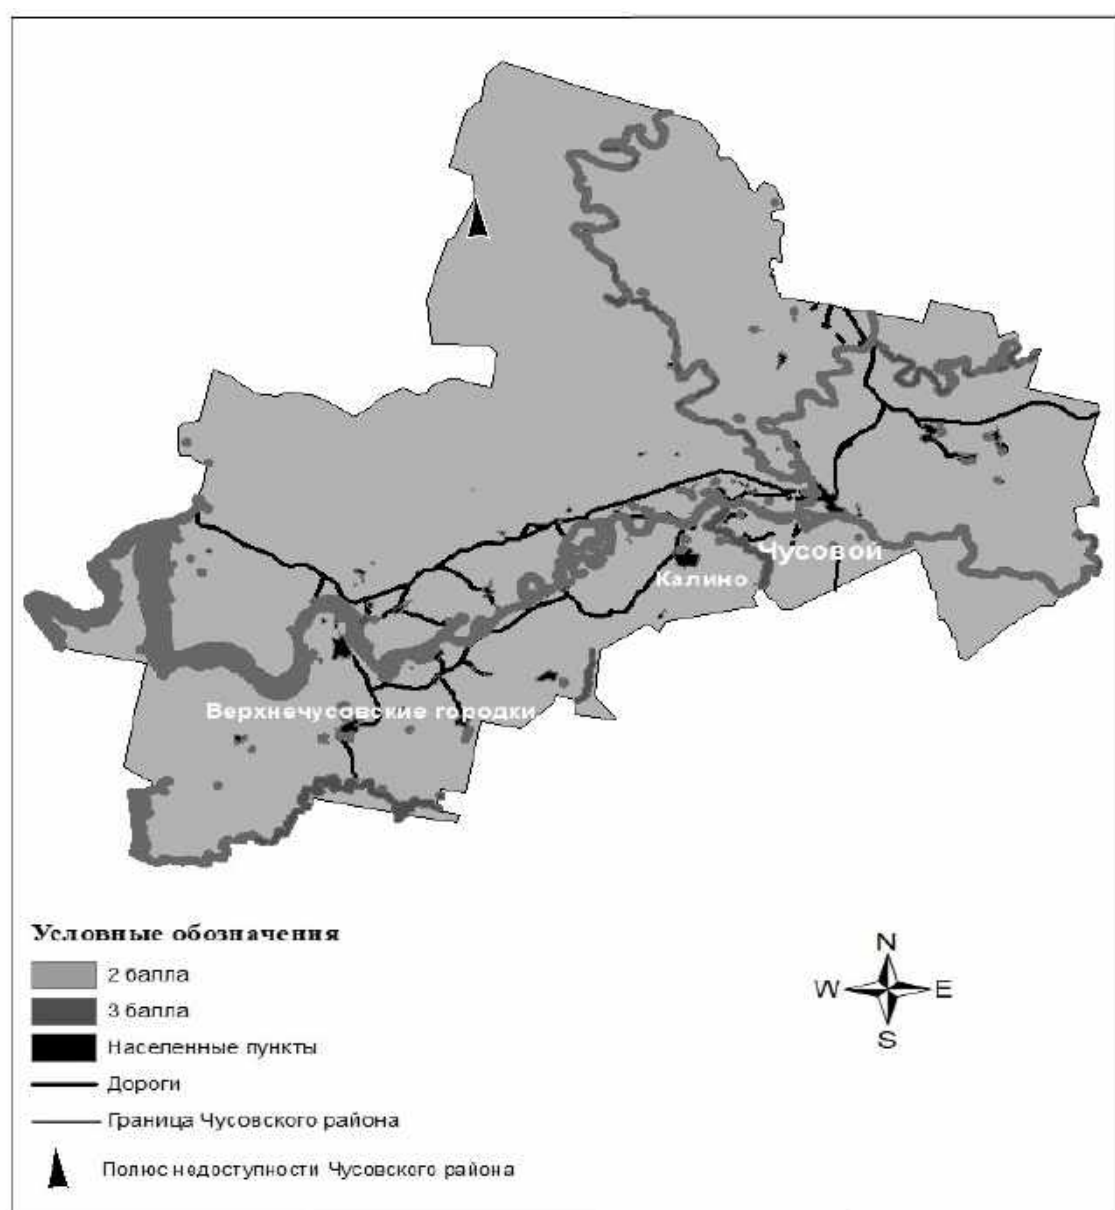 Чусовой
Калино
Верхнечусовские городки
Условные обозначения
2 балла
3 балла
Населенные пункты
Дороги
Граница Чусовского района
Полюс недоступности Чусовского района
N
W E
S